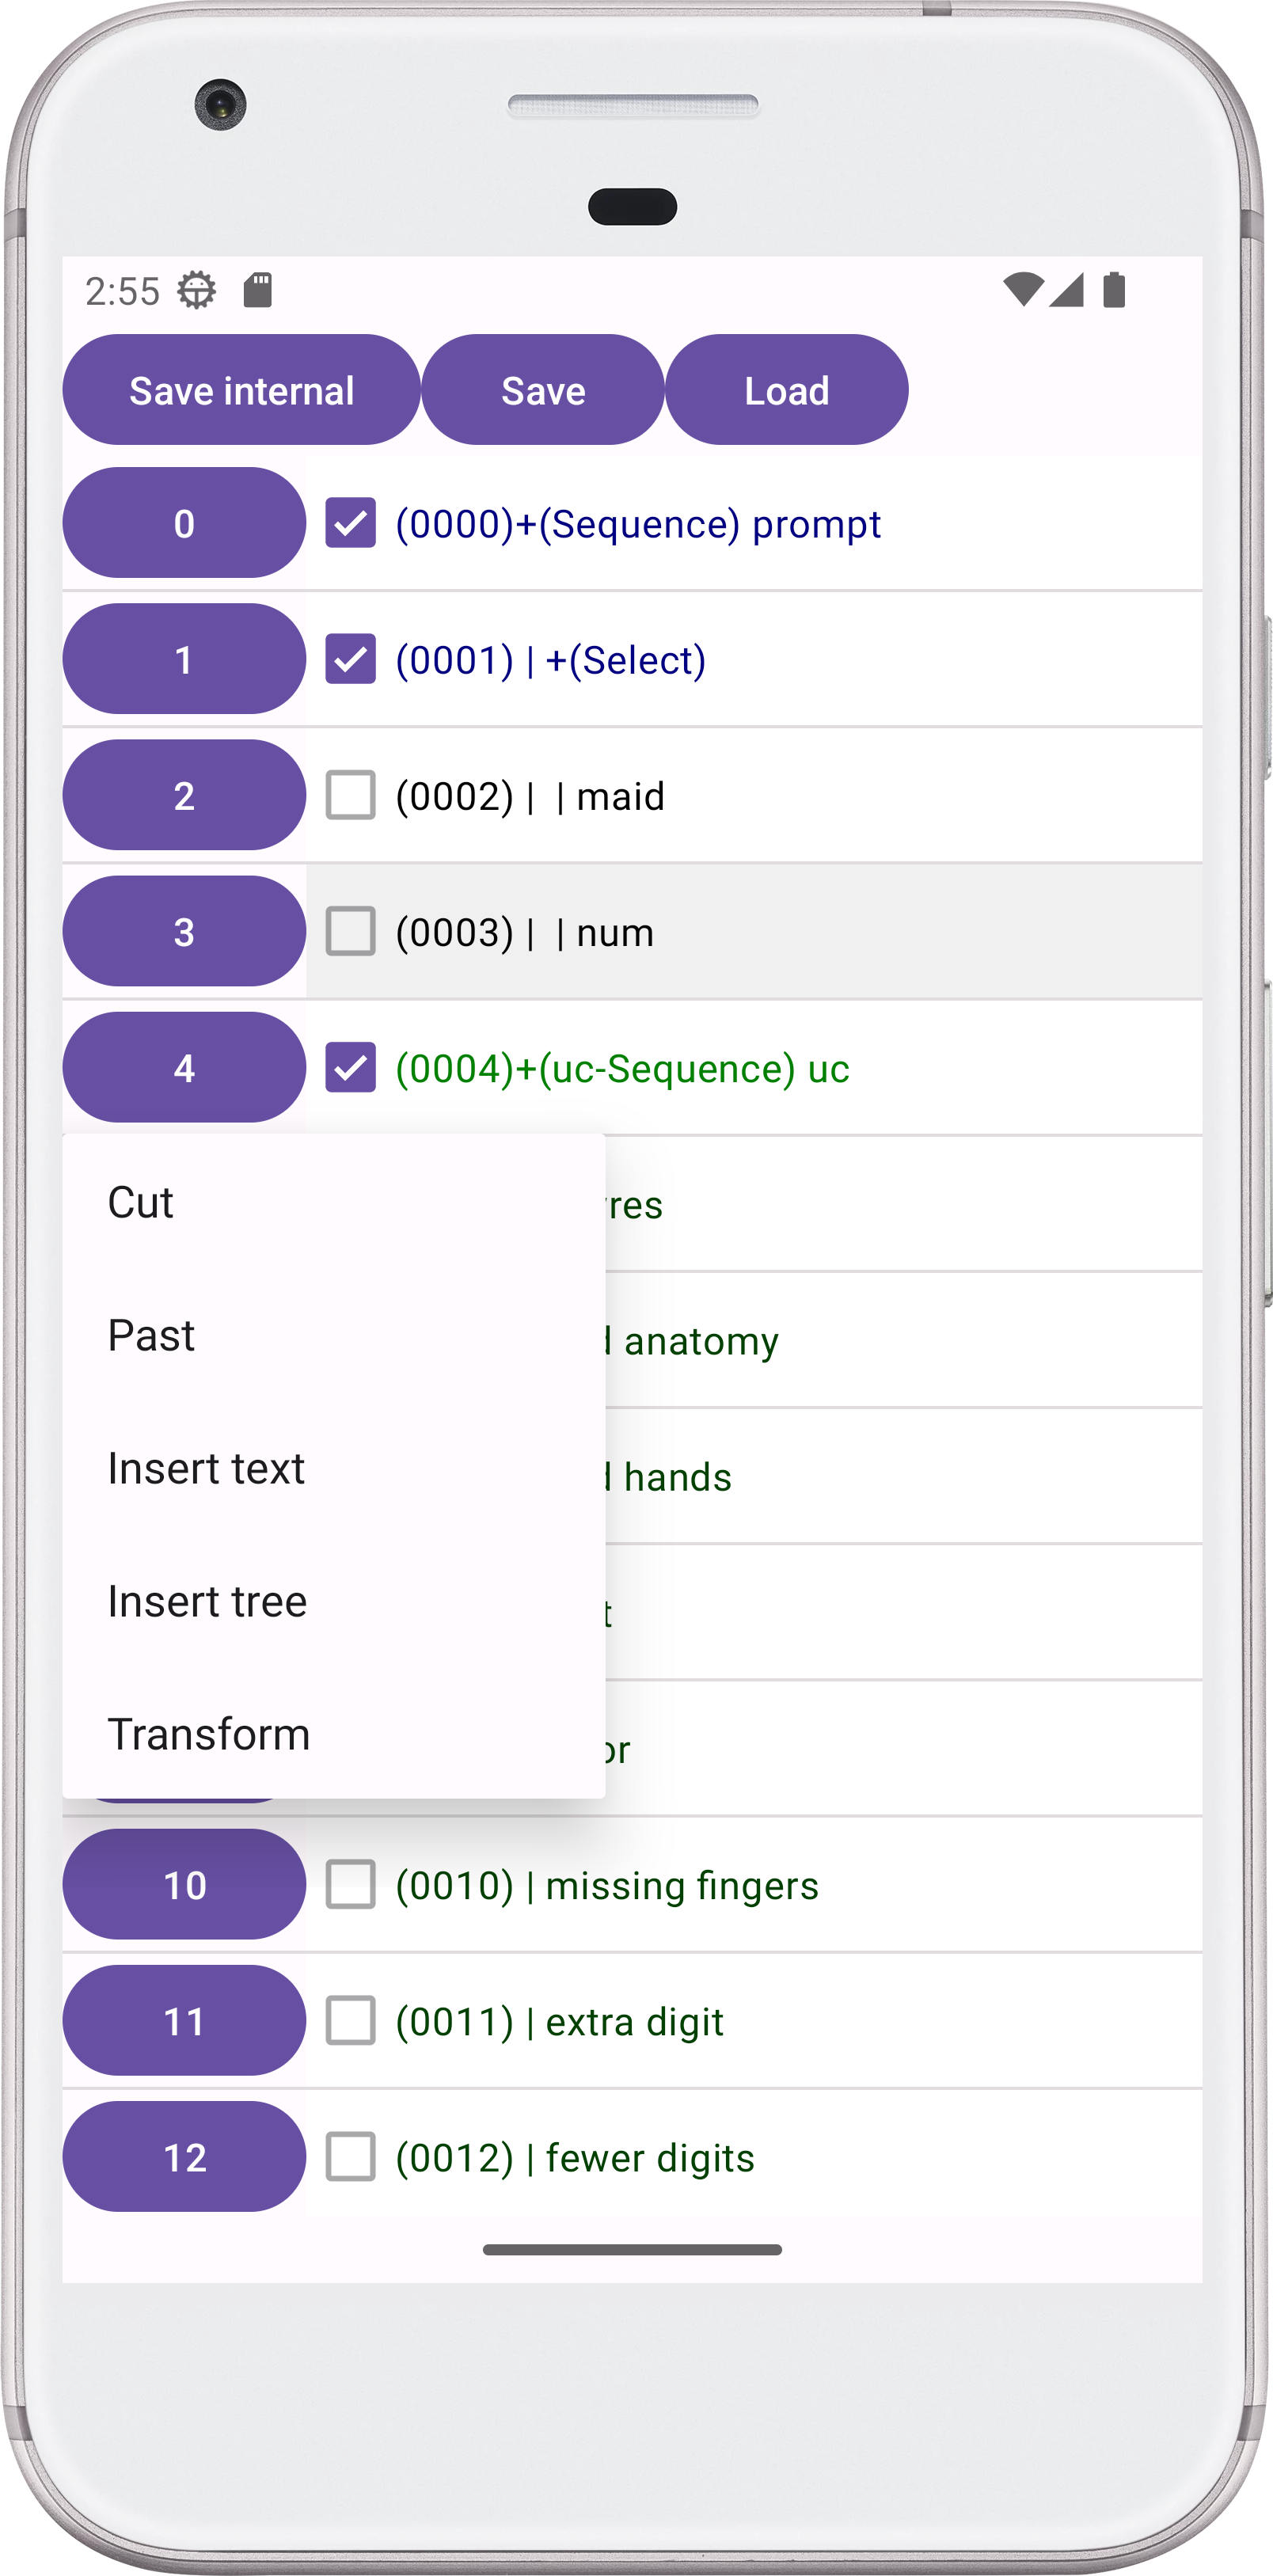 2:55
Save internal Save Load
0 (0000)+(Sequence) prompt
1 (0001) | +(Select)
2 (0002) |  | maid
3 (0003) |  | num
4 (0004)+(uc-Sequence) uc
Cut
Past
anatomy
Insert text
hands
Insert tree
Transform
10 (0010) | missing fingers
11 (0011) | extra digit
12 (0012) | fewer digits